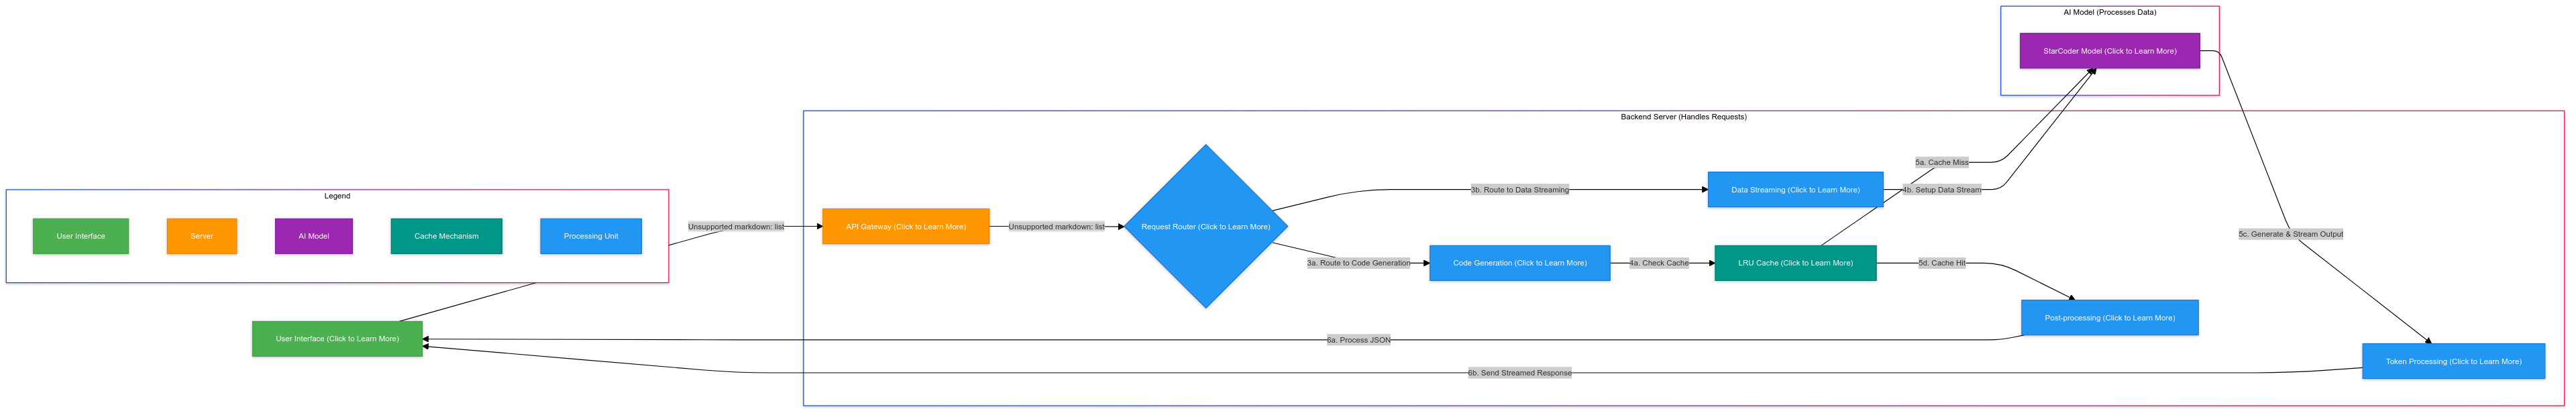 AI Model (Processes Data)
StarCoder Model (Click to Learn More)
Backend Server (Handles Requests)
5a. Cache Miss
Legend
3b. Route to Data Streaming
Data Streaming (Click to Learn More)
4b. Setup Data Stream
Unsupported markdown: list
API Gateway (Click to Learn More)
Unsupported markdown: list
Request Router (Click to Learn More)
User Interface
Server
AI Model
Cache Mechanism
Processing Unit
5c. Generate & Stream Output
3a. Route to Code Generation
Code Generation (Click to Learn More)
4a. Check Cache
LRU Cache (Click to Learn More)
5d. Cache Hit
Post-processing (Click to Learn More)
User Interface (Click to Learn More)
6a. Process JSON
Token Processing (Click to Learn More)
6b. Send Streamed Response